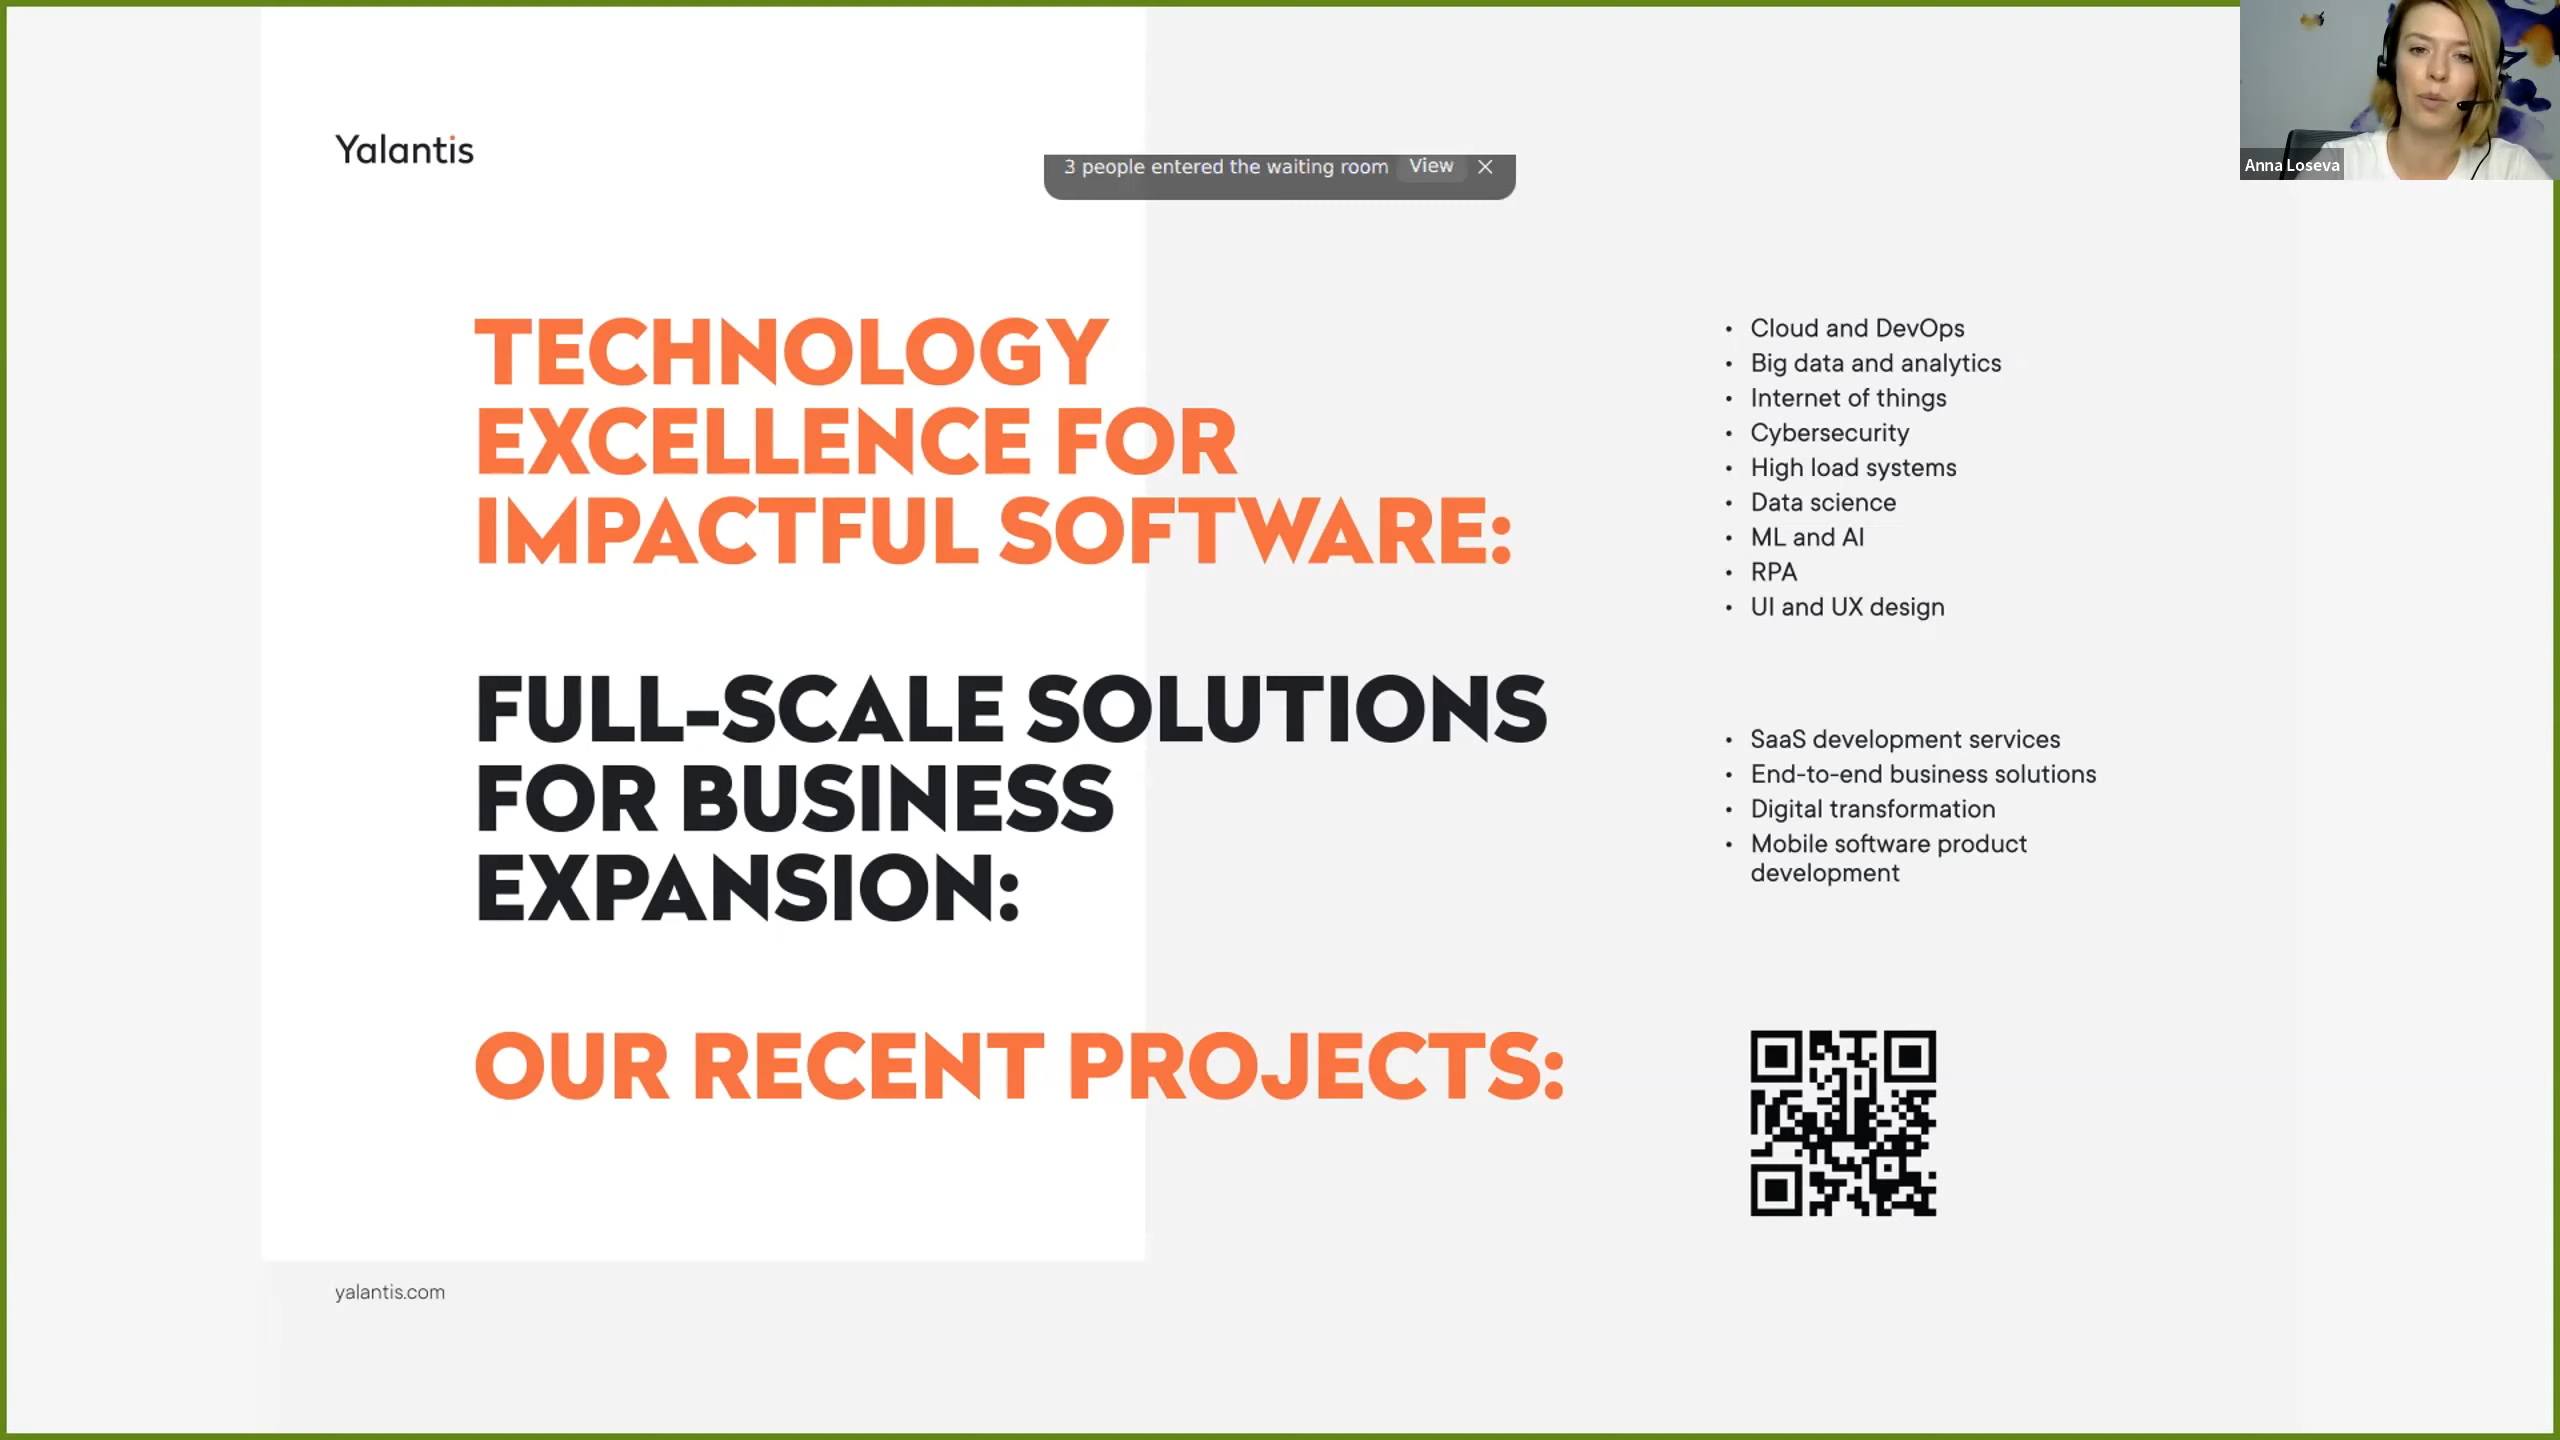 Yalantis
3 people entered the waiting room View
Anna Loseva
TECHNOLOGY
EXCELLENCE FOR
IMPACTFUL SOFTWARE:
• Cloud and DevOps
• Big data and analytics
• Internet of things
• Cybersecurity
• High load systems
• Data science
• ML and AI
• RPA
• UI and UX design
FULL-SCALE SOLUTIONS
FOR BUSINESS
EXPANSION:
• SaaS development services
• End-to-end business solutions
• Digital transformation
• Mobile software product
development
OUR RECENT PROJECTS:
yalantis.com